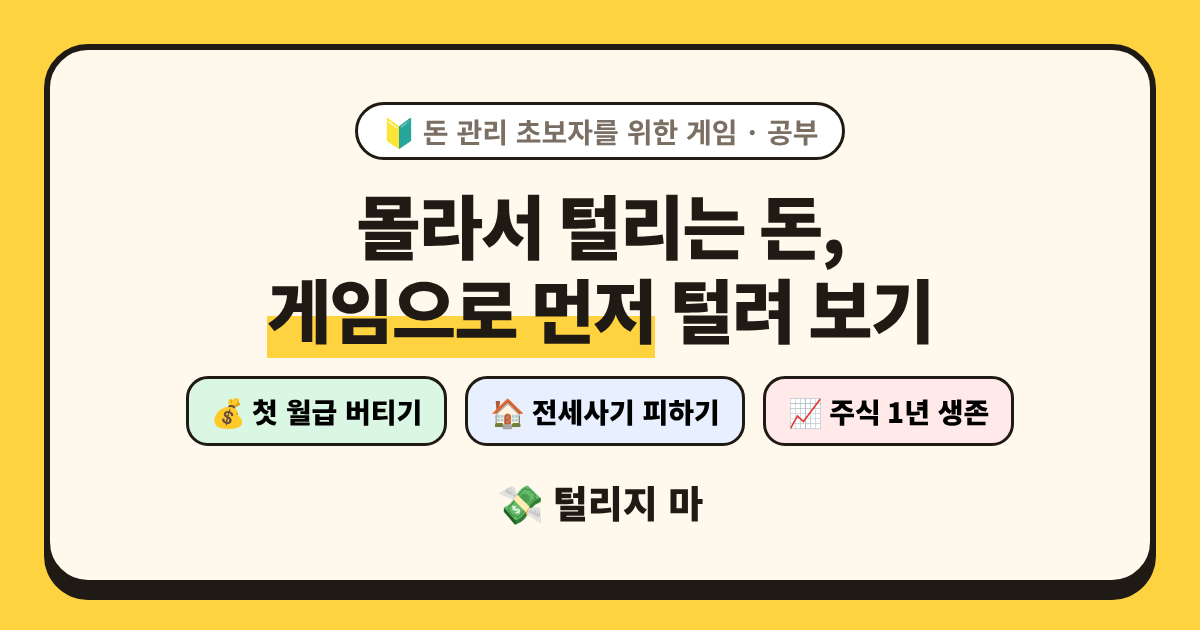 🔰 돈 관리 초보자를 위한 게임 · 공부
몰라서 털리는 돈,
게임으로 먼저 털려 보기
💰 첫 월급 버티기
🏠 전세사기 피하기
📈 주식 1년 생존
💸 털리지 마